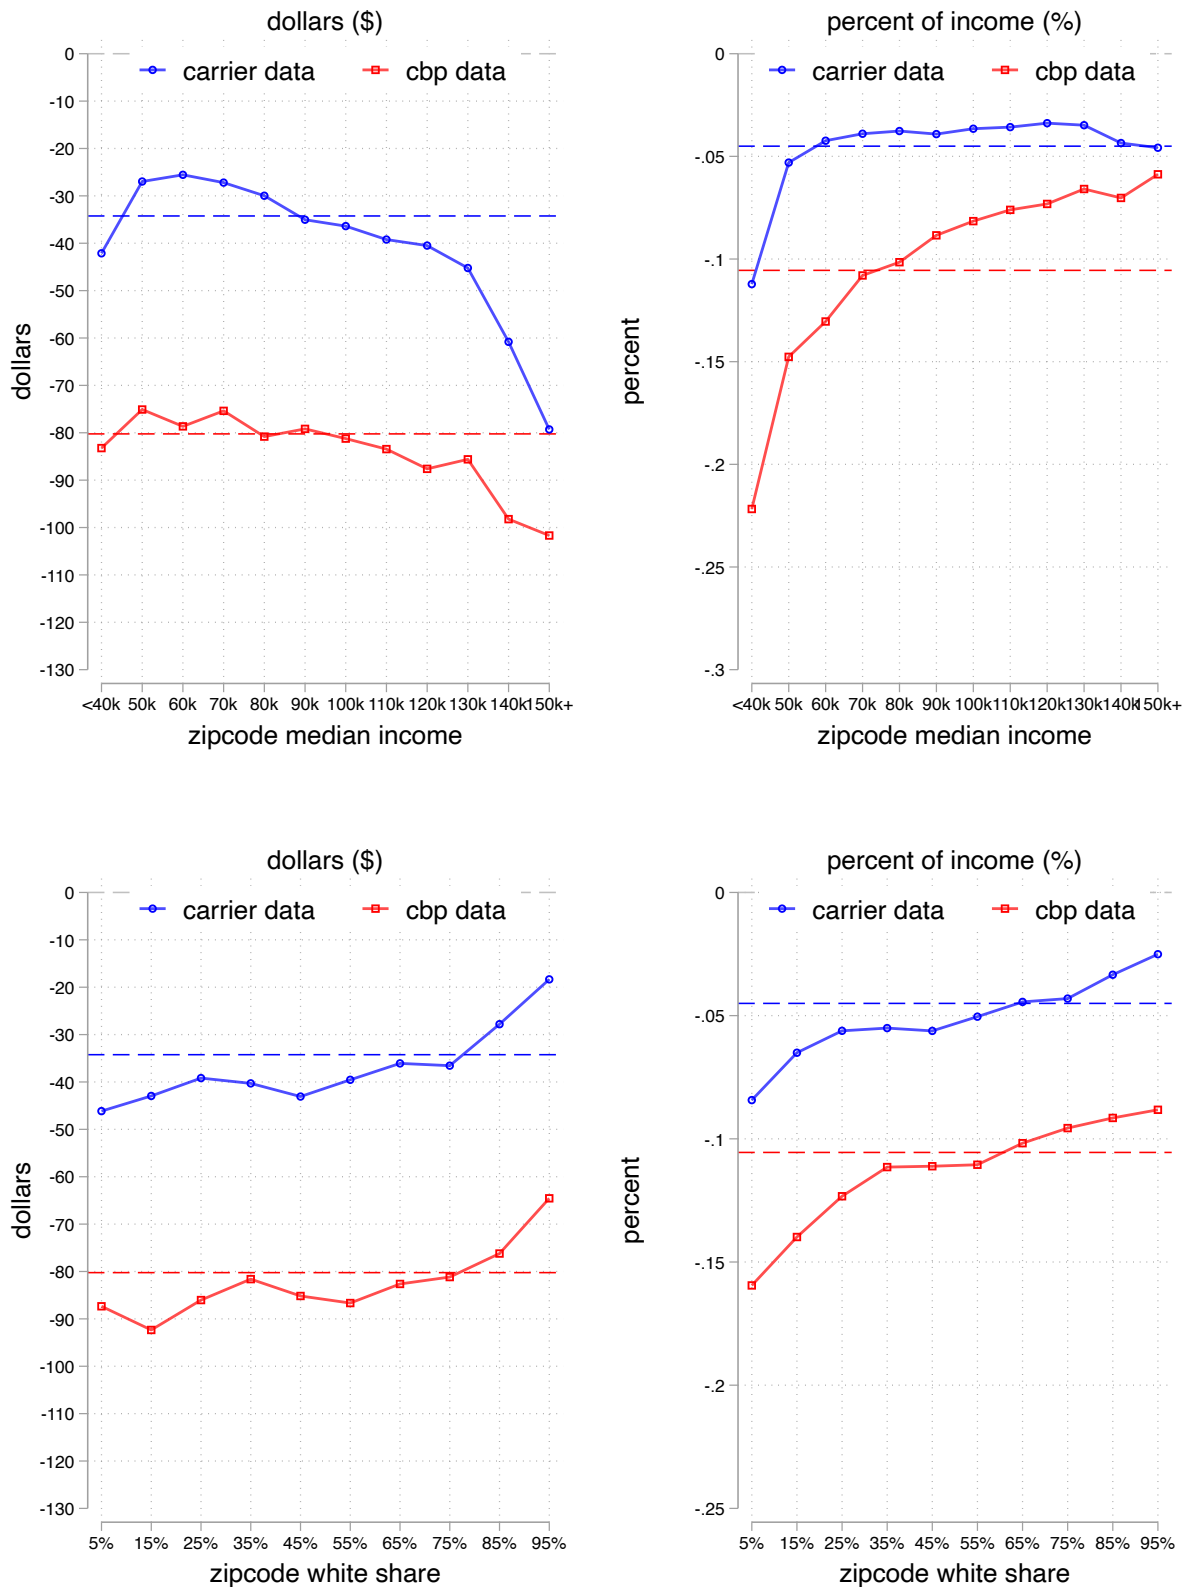 dollars ($)
carrier data
cbp data
0
-10
-20
-30
-40
-50
-60
-70
-80
-90
-100
-110
-120
-130
dollars
<40k 50k 60k 70k 80k 90k 100k 110k 120k 130k 140k 150k+
zipcode median income
percent of income (%)
carrier data
cbp data
0
-.05
-.1
-.15
-.2
-.25
-.3
percent
<40k 50k 60k 70k 80k 90k 100k 110k 120k 130k 140k 150k+
zipcode median income
dollars ($)
carrier data
cbp data
0
-10
-20
-30
-40
-50
-60
-70
-80
-90
-100
-110
-120
-130
dollars
5% 15% 25% 35% 45% 55% 65% 75% 85% 95%
zipcode white share
percent of income (%)
carrier data
cbp data
0
-.05
-.1
-.15
-.2
-.25
percent
5% 15% 25% 35% 45% 55% 65% 75% 85% 95%
zipcode white share